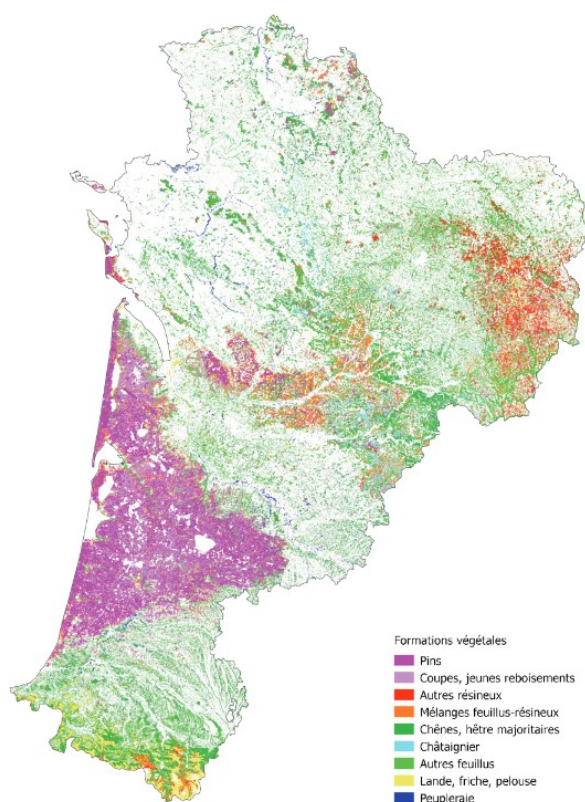 Formations végétales
Pins
Coupes, jeunes reboisements
Autres résineux
Mélanges feuillus-résineux
Chênes, hêtre majoritaires
Châtaignier
Autres feuillus
Lande, friche, pelouse
Peupleraie